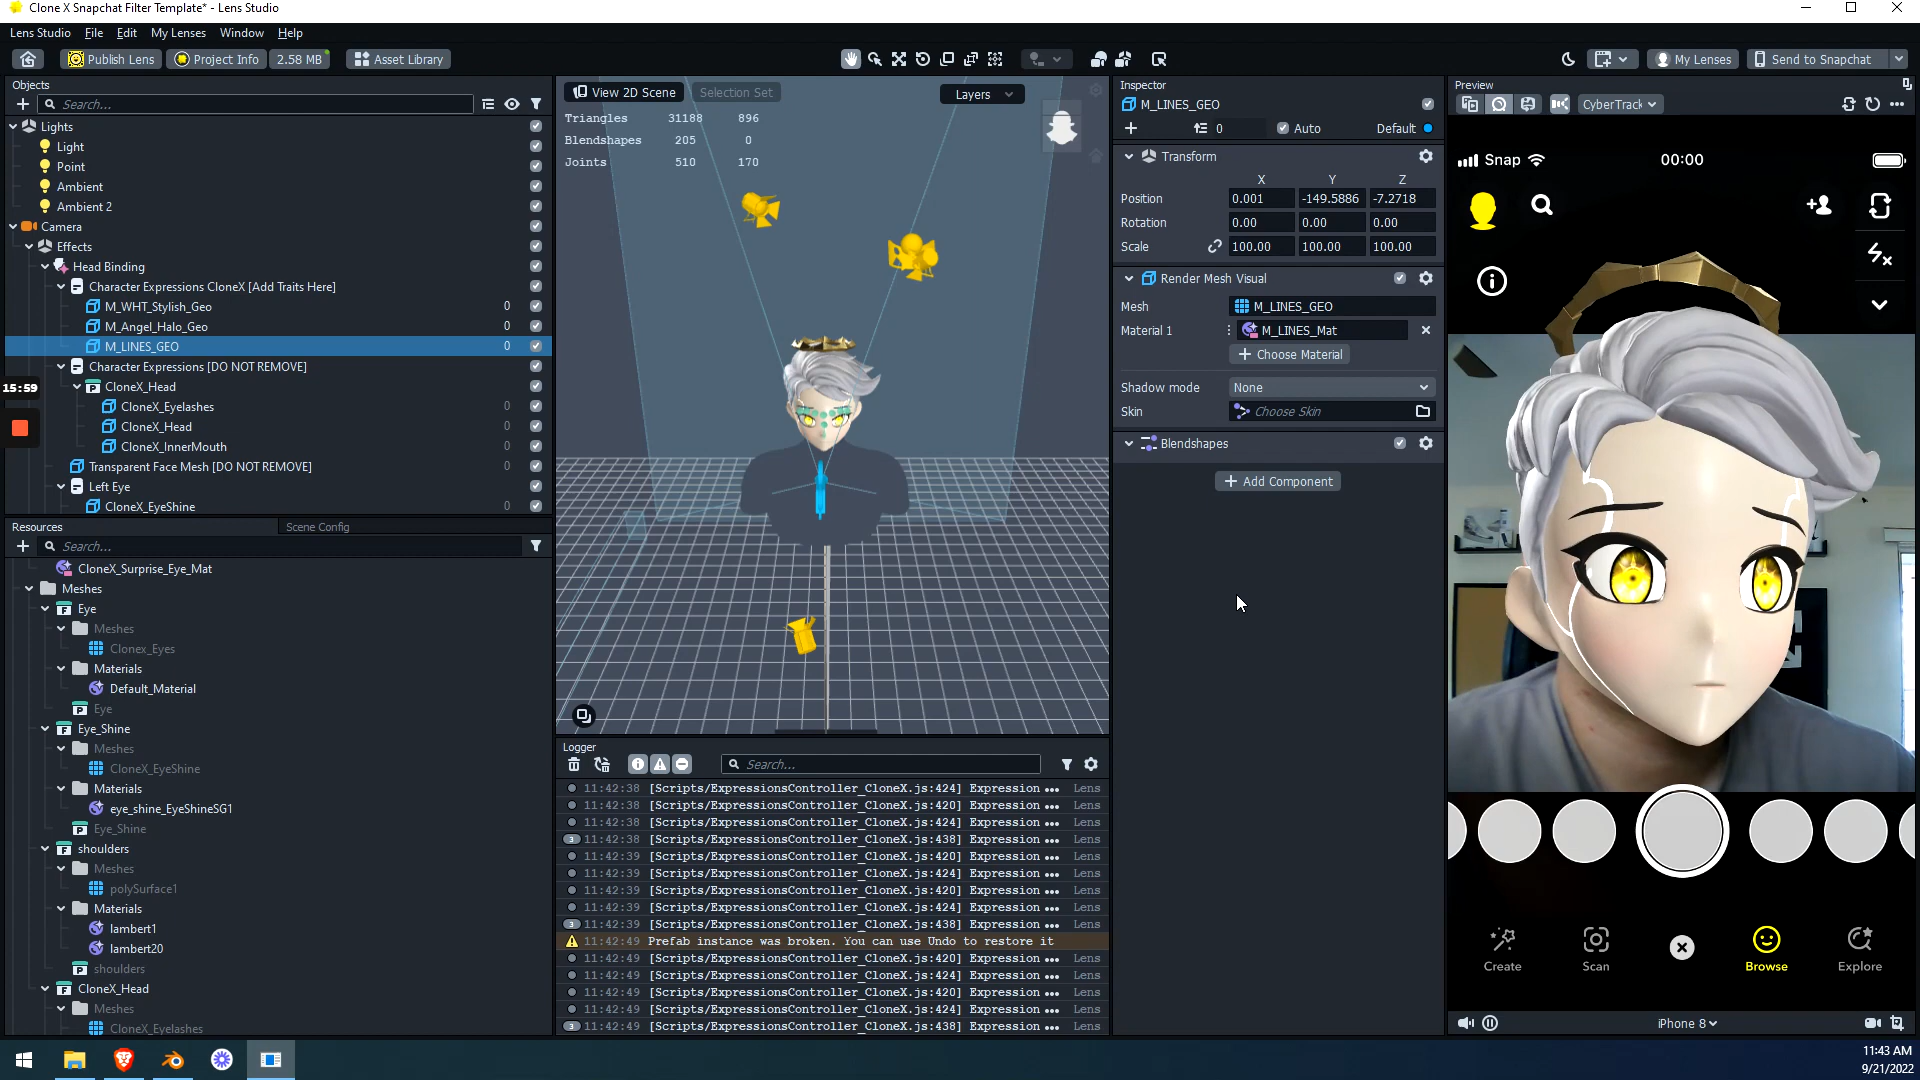 Clone X Snapchat Filter Template* - Lens Studio
Lens Studio File Edit My Lenses Window Help
Publish Lens Project Info 2.58 MB Asset Library My Lenses Send to Snapchat
Objects
Search...
Lights
Light
Point
Ambient
Ambient 2
Camera
Effects
Head Binding
Character Expressions CloneX [Add Traits Here]
M_WHT_Stylish_Geo 0
M_Angel_Halo_Geo 0
M_LINES_GEO 0
Character Expressions [DO NOT REMOVE]
15:59
CloneX_Head
CloneX_Eyelashes 0
CloneX_Head 0
CloneX_InnerMouth 0
Transparent Face Mesh [DO NOT REMOVE] 0
Left Eye
CloneX_EyeShine 0
Resources Scene Config
Search...
CloneX_Surprise_Eye_Mat
Meshes
Eye
Meshes
Clonex_Eyes
Materials
Default_Material
Eye
Eye_Shine
Meshes
CloneX_EyeShine
Materials
eye_shine_EyeShineSG1
Eye_Shine
shoulders
Meshes
polySurface1
Materials
lambert1
lambert20
shoulders
CloneX_Head
Meshes
CloneX_Eyelashes
View 2D Scene Selection Set Layers
Triangles 31188 896
Blendshapes 205 0
Joints 510 170
Logger
Search...
11:42:38 [Scripts/ExpressionsController_CloneX.js:424] Expression ••• Lens
11:42:38 [Scripts/ExpressionsController_CloneX.js:420] Expression ••• Lens
11:42:38 [Scripts/ExpressionsController_CloneX.js:424] Expression ••• Lens
3 11:42:38 [Scripts/ExpressionsController_CloneX.js:438] Expression ••• Lens
11:42:39 [Scripts/ExpressionsController_CloneX.js:420] Expression ••• Lens
11:42:39 [Scripts/ExpressionsController_CloneX.js:424] Expression ••• Lens
11:42:39 [Scripts/ExpressionsController_CloneX.js:420] Expression ••• Lens
11:42:39 [Scripts/ExpressionsController_CloneX.js:424] Expression ••• Lens
3 11:42:39 [Scripts/ExpressionsController_CloneX.js:438] Expression ••• Lens
11:42:49 Prefab instance was broken. You can use Undo to restore it
11:42:49 [Scripts/ExpressionsController_CloneX.js:420] Expression ••• Lens
11:42:49 [Scripts/ExpressionsController_CloneX.js:424] Expression ••• Lens
11:42:49 [Scripts/ExpressionsController_CloneX.js:420] Expression ••• Lens
11:42:49 [Scripts/ExpressionsController_CloneX.js:424] Expression ••• Lens
3 11:42:49 [Scripts/ExpressionsController_CloneX.js:438] Expression ••• Lens
Inspector
M_LINES_GEO
0 Auto Default
Transform
X Y Z
Position 0.001 -149.5886 -7.2718
Rotation 0.00 0.00 0.00
Scale 100.00 100.00 100.00
Render Mesh Visual
Mesh M_LINES_GEO
Material 1 M_LINES_Mat
+ Choose Material
Shadow mode None
Skin Choose Skin
Blendshapes
+ Add Component
Preview
CyberTrack
Snap 00:00
Create Scan Browse Explore
iPhone 8
11:43 AM
9/21/2022